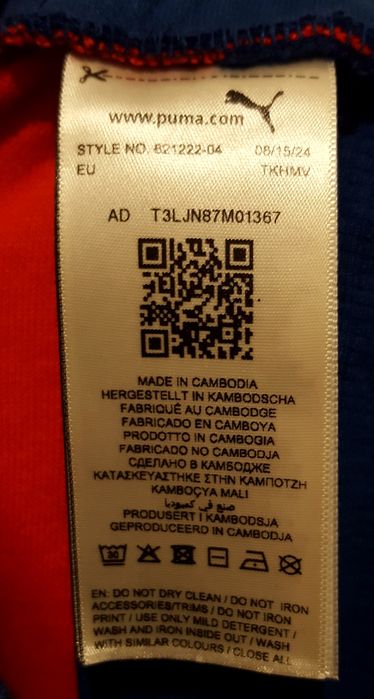 www.puma.com
STYLE NO. 621222-04 08/15/24
EU TKHMV
AD T3LJN87M01367
MADE IN CAMBODIA
HERGESTELLT IN KAMBODSCHA
FABRIQUÉ AU CAMBODGE
FABRICADO EN CAMBOYA
PRODOTTO IN CAMBOGIA
FABRICADO NO CAMBODJA
СДЕЛАНО В КАМБОДЖЕ
ΚΑΤΑΣΚΕΥΑΣΤΗΚΕ ΣΤΗΝ ΚΑΜΠΟΤΖΗ
KAMBOÇYA MALI
صنع في كمبوديا
PRODUSERT I KAMBODSJA
GEPRODUCEERD IN CAMBODJA
30
EN: DO NOT DRY CLEAN / DO NOT IRON
ACCESSORIES/TRIMS / DO NOT IRON
PRINT / USE ONLY MILD DETERGENT /
WASH AND IRON INSIDE OUT / WASH
WITH SIMILAR COLOURS / CLOSE ALL